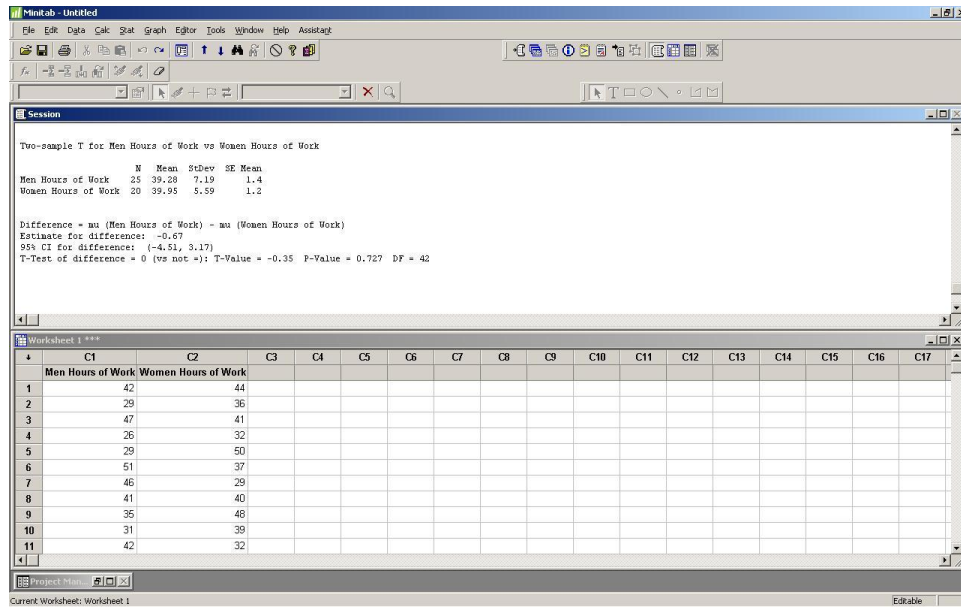 Minitab - Untitled
File Edit Data Calc Stat Graph Editor Tools Window Help Assistant
Session
Two-sample T for Men Hours of Work vs Women Hours of Work
N Mean StDev SE Mean
Men Hours of Work 25 39.28 7.19 1.4
Women Hours of Work 20 39.95 5.59 1.2
Difference = mu (Men Hours of Work) - mu (Women Hours of Work)
Estimate for difference: -0.67
95% CI for difference: (-4.51, 3.17)
T-Test of difference = 0 (vs not =): T-Value = -0.35 P-Value = 0.727 DF = 42
Worksheet 1 ***
C1 C2 C3 C4 C5 C6 C7 C8 C9 C10 C11 C12 C13 C14 C15 C16 C17
Men Hours of Work Women Hours of Work
1 42 44
2 29 36
3 47 41
4 26 32
5 29 50
6 51 37
7 46 29
8 41 40
9 35 48
10 31 39
11 42 32
Project Man...
Current Worksheet: Worksheet 1 Editable